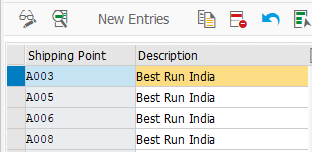 New Entries
Shipping Point Description
A003 Best Run India
A005 Best Run India
A006 Best Run India
A008 Best Run India